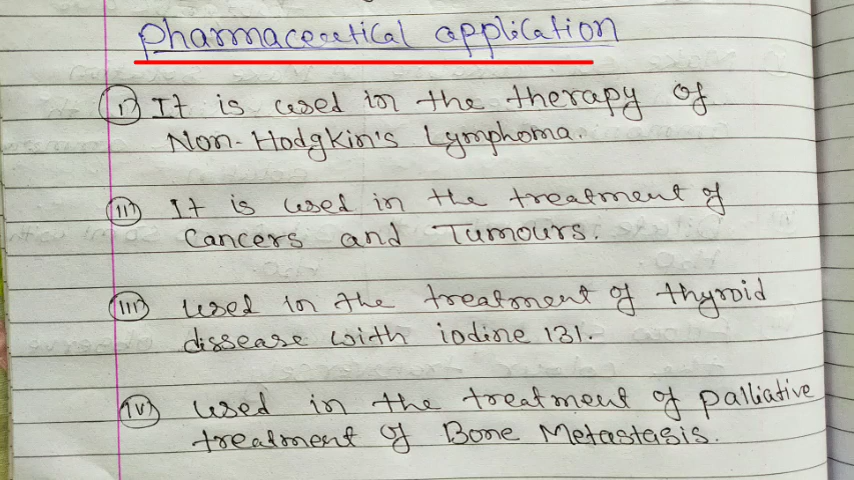 Pharmaceutical application
(i) It is used in the therapy of
Non-Hodgkin's Lymphoma.
(ii) It is used in the treatment of
Cancers and Tumours.
(iii) used in the treatment of thyroid
dissease with iodine 131.
(iv) used in the treatment of palliative
treatment of Bone Metastasis.